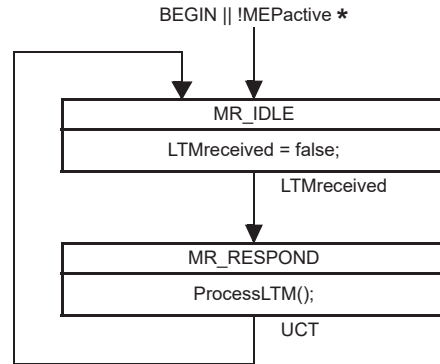 BEGIN || !MEPactive *
MR_IDLE
LTMreceived = false;
LTMreceived
MR_RESPOND
ProcessLTM();
UCT